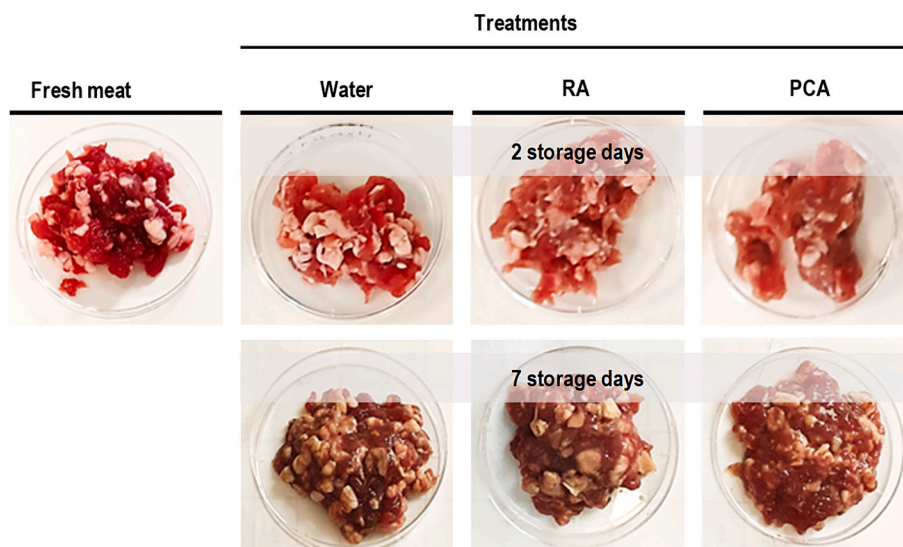 Treatments
Fresh meat
Water
RA
PCA
2 storage days
7 storage days